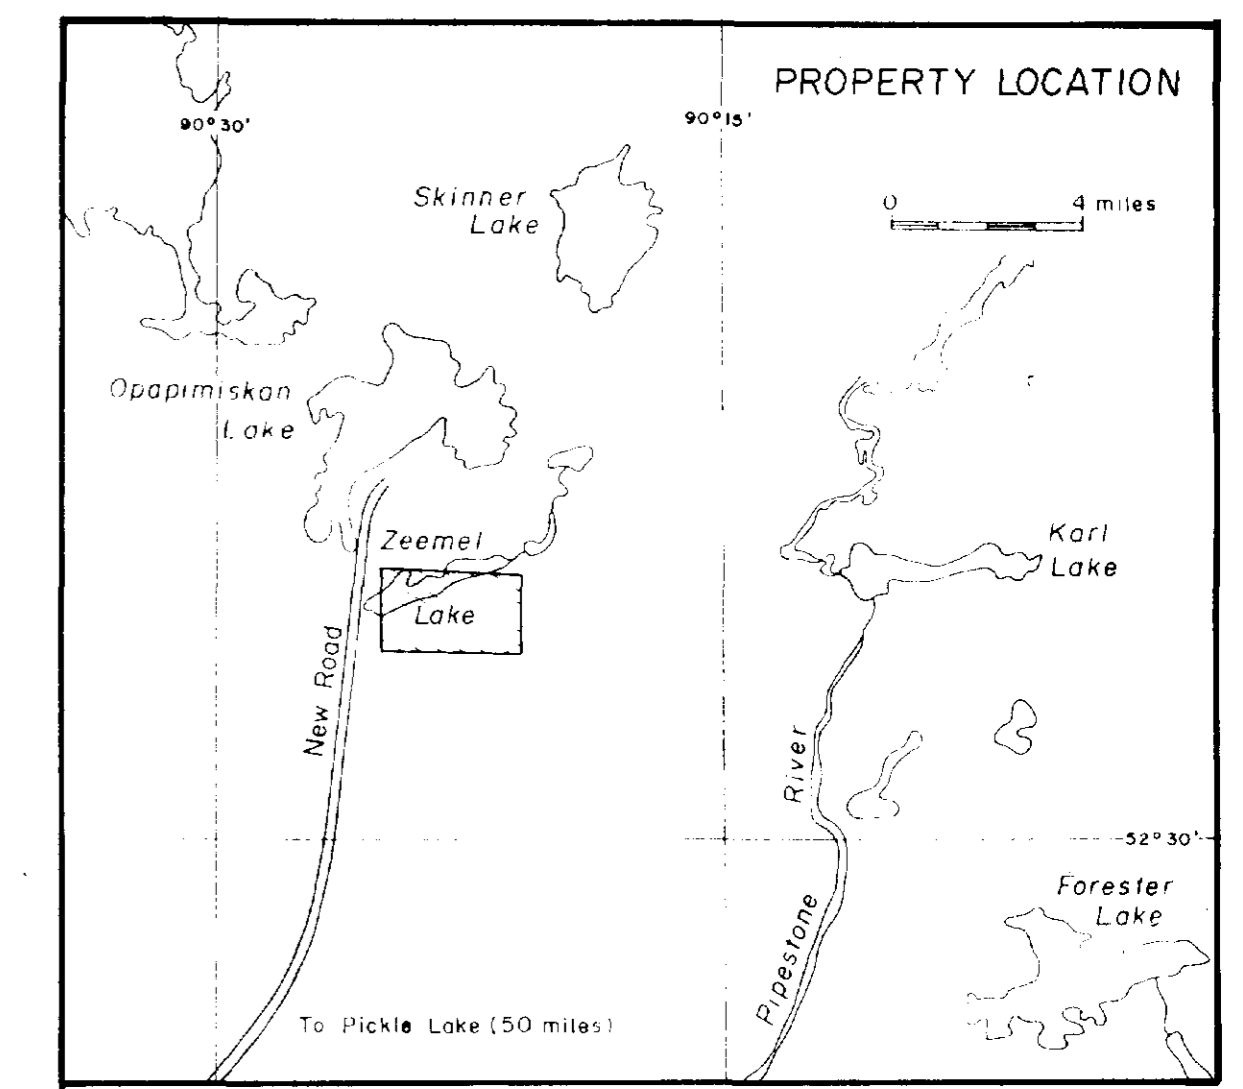 PROPERTY LOCATION
90°30'
90°15'
Skinner
Lake
0 4 miles
Opapimiskan
Lake
Zeemel
Lake
Karl
Lake
New Road
River
Pipestone
52°30'
Forester
Lake
To Pickle Lake (50 miles)